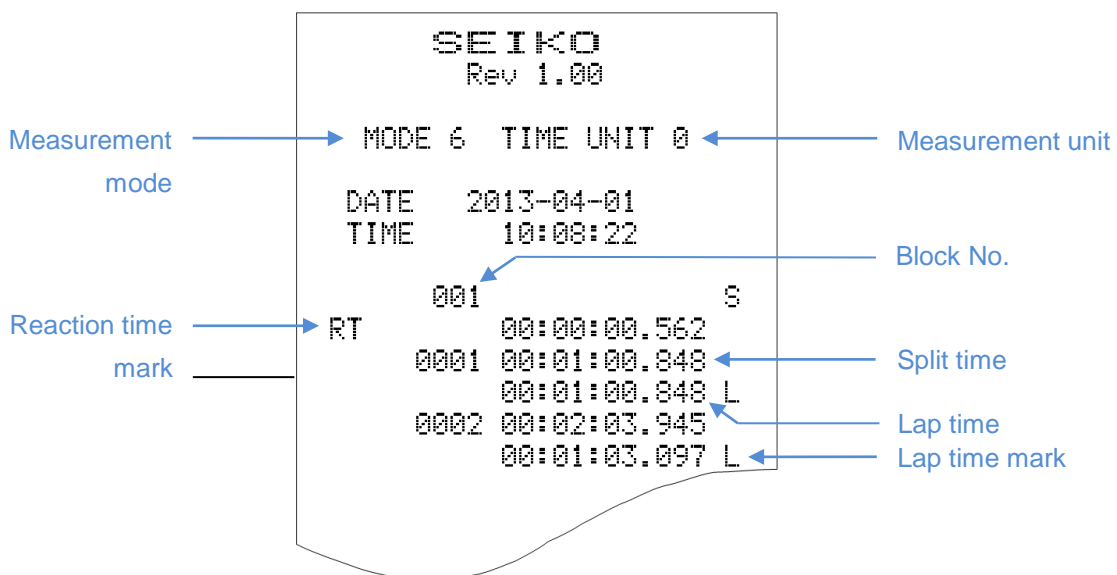 SEIKO
Rev 1.00
Measurement mode
MODE 6 TIME UNIT 0
Measurement unit
DATE 2013-04-01
TIME 10:08:22
Block No.
001 S
Reaction time mark
RT 00:00:00.562
0001 00:01:00.848
Split time
00:01:00.848 L
Lap time
0002 00:02:03.945
00:01:03.097 L
Lap time mark